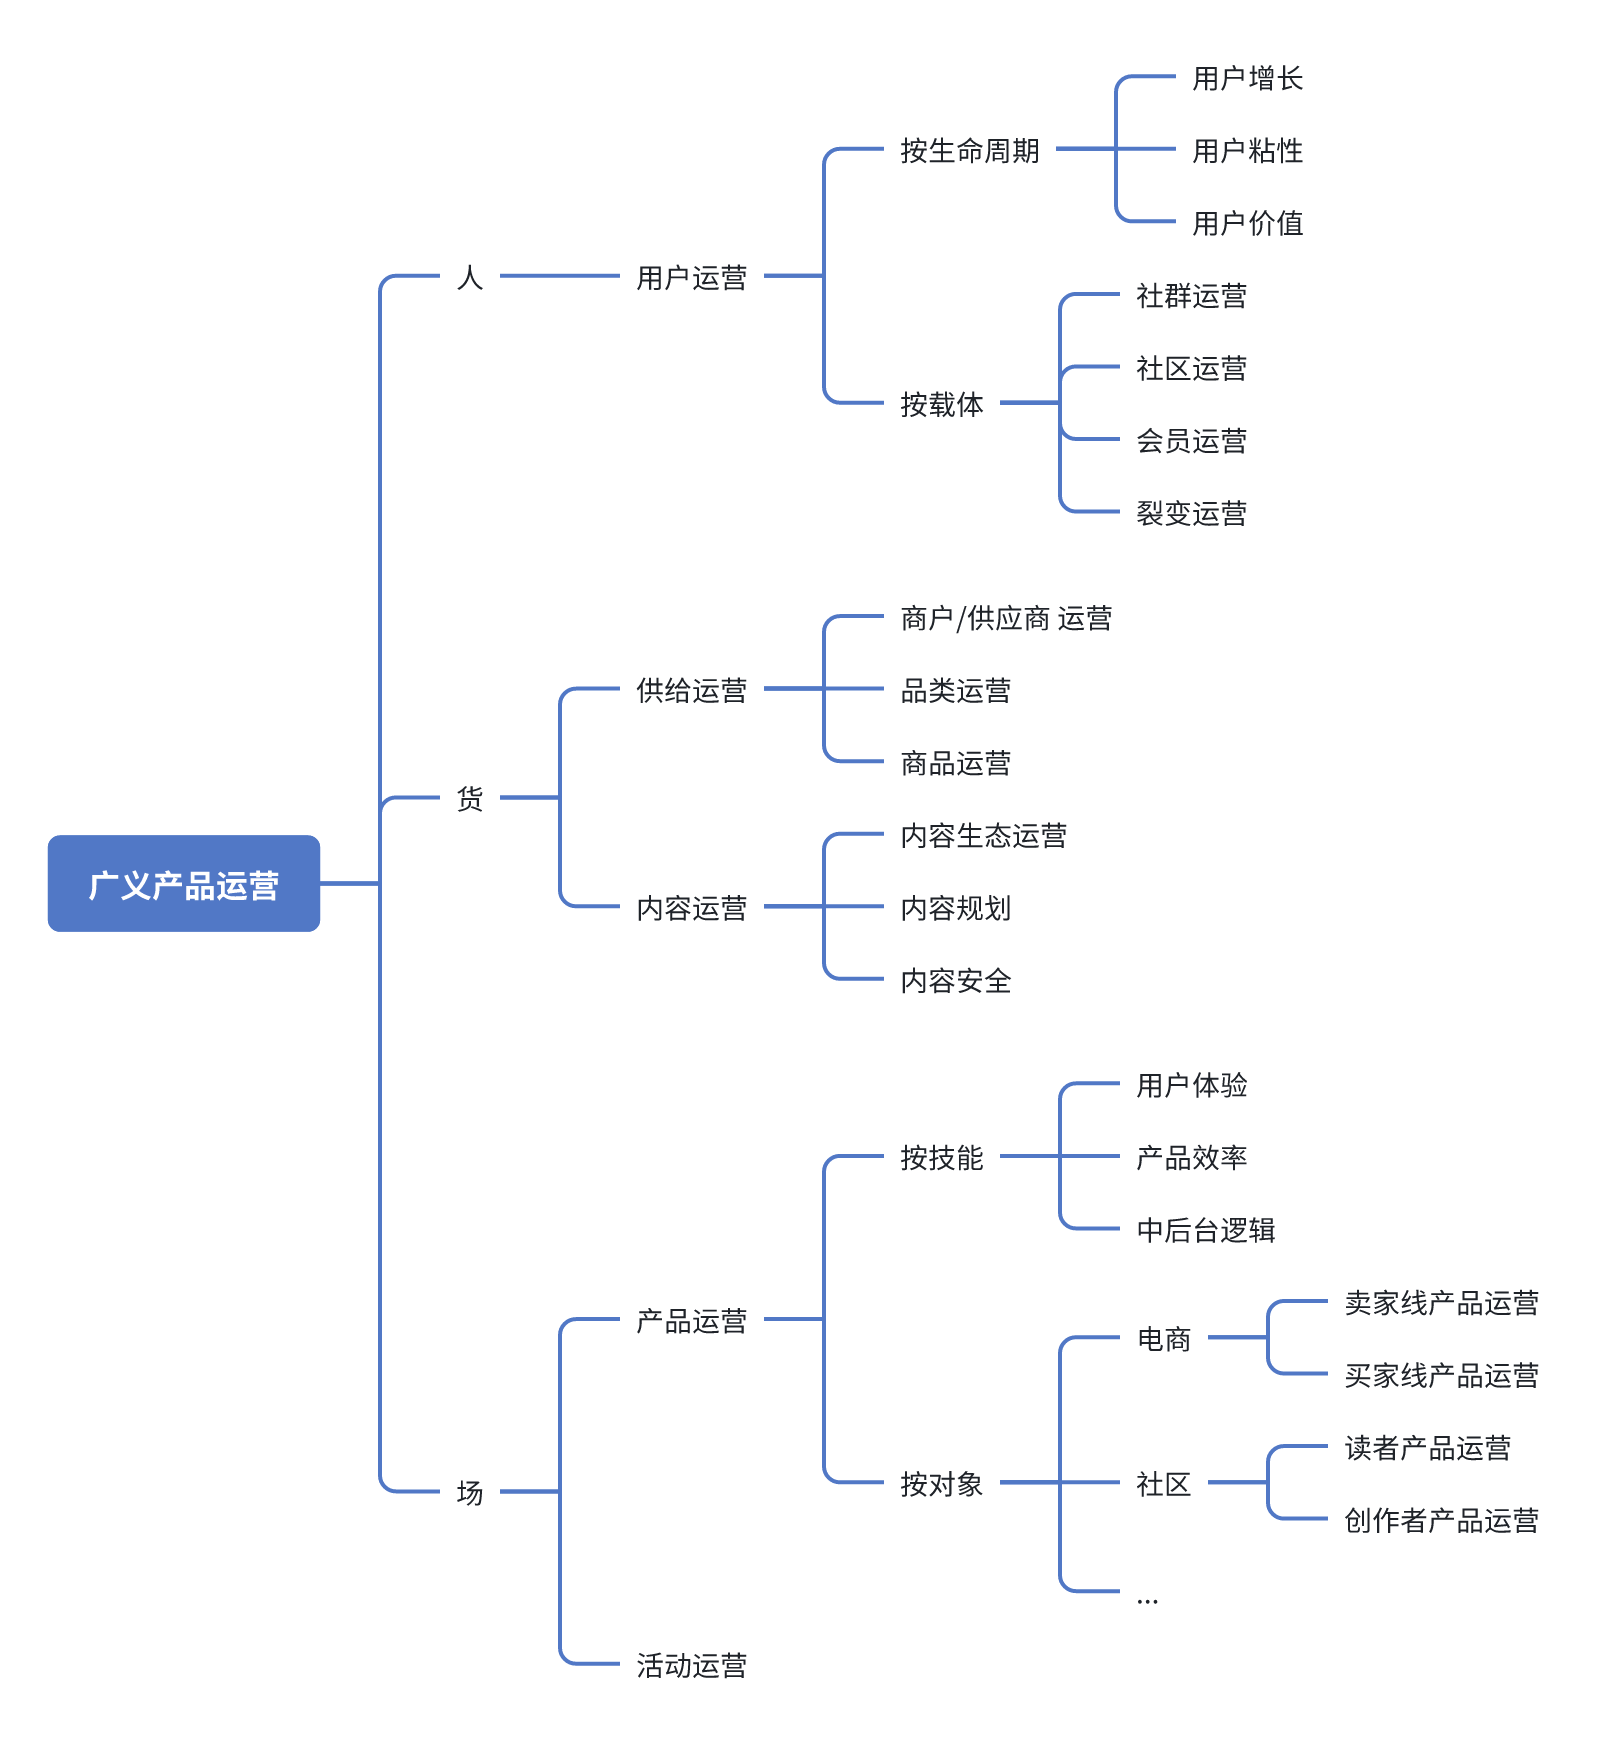 广义产品运营
人
用户运营
按生命周期
用户增长
用户粘性
用户价值
按载体
社群运营
社区运营
会员运营
裂变运营
货
供给运营
商户/供应商 运营
品类运营
商品运营
内容运营
内容生态运营
内容规划
内容安全
场
产品运营
按技能
用户体验
产品效率
中后台逻辑
按对象
电商
卖家线产品运营
买家线产品运营
社区
读者产品运营
创作者产品运营
...
活动运营